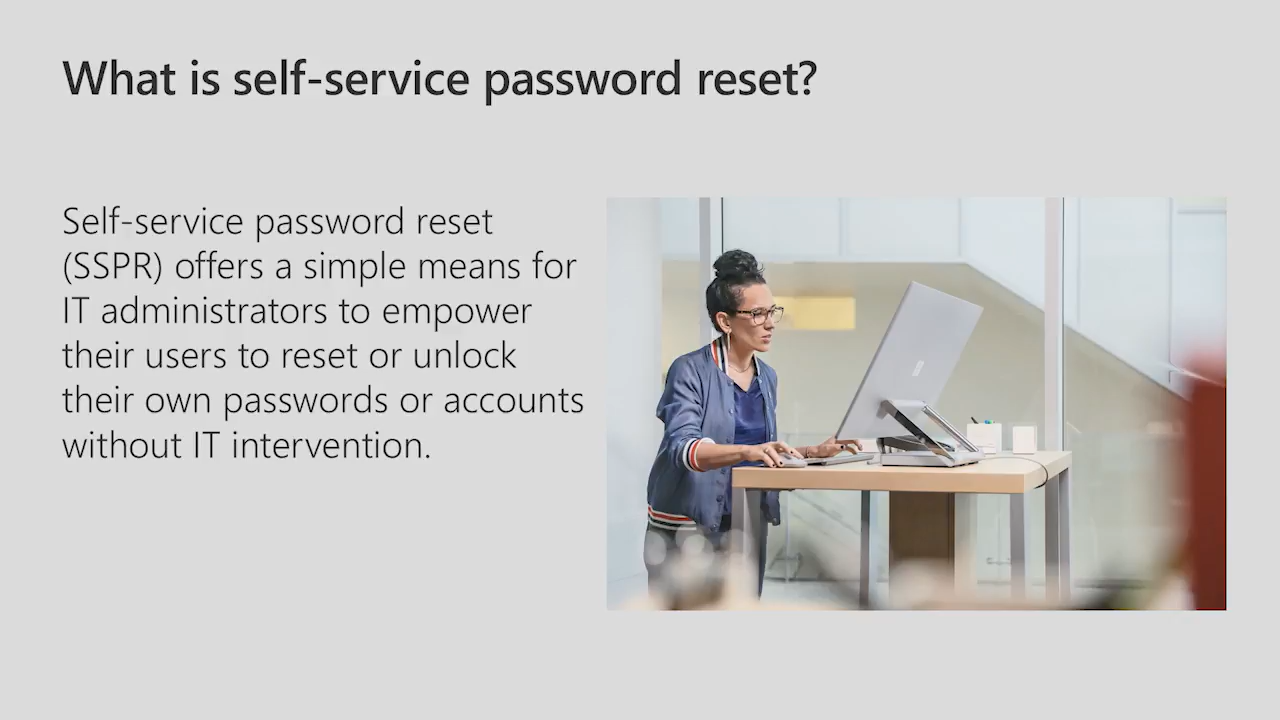 What is self-service password reset?
Self-service password reset
(SSPR) offers a simple means for
IT administrators to empower
their users to reset or unlock
their own passwords or accounts
without IT intervention.